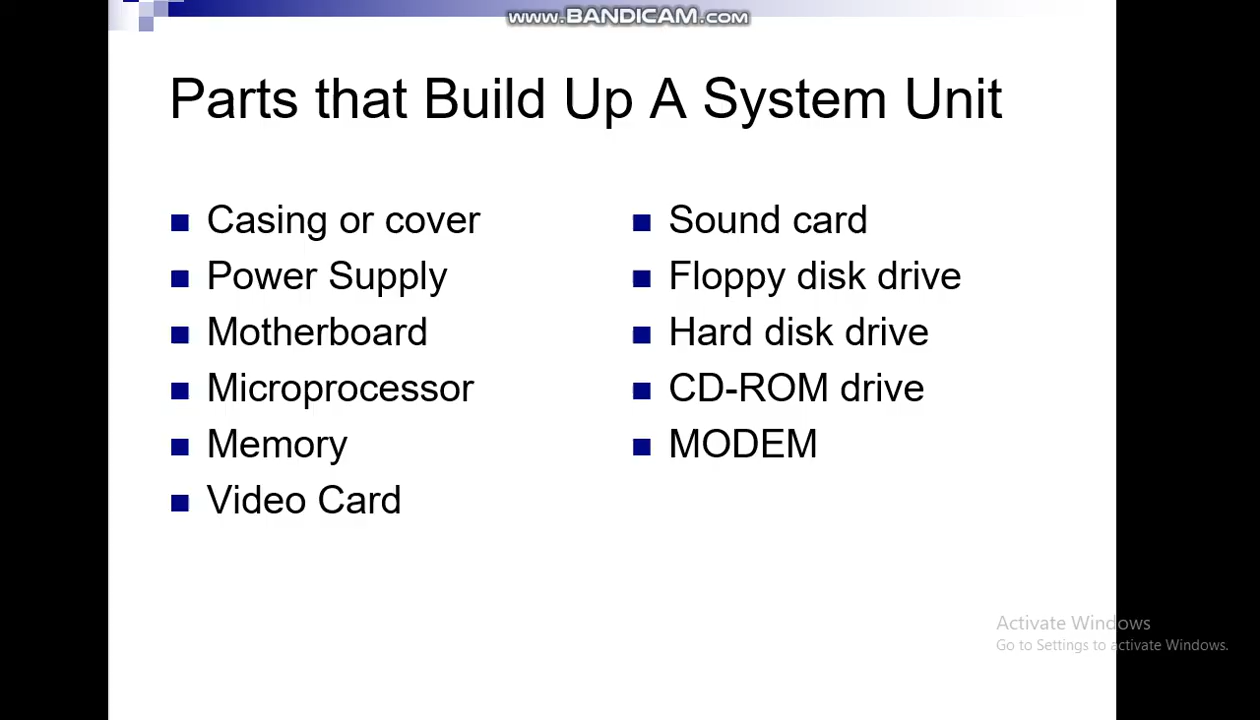 www.BANDICAM.com
Parts that Build Up A System Unit
Casing or cover
Power Supply
Motherboard
Microprocessor
Memory
Video Card
Sound card
Floppy disk drive
Hard disk drive
CD-ROM drive
MODEM
Activate Windows
Go to Settings to activate Windows.